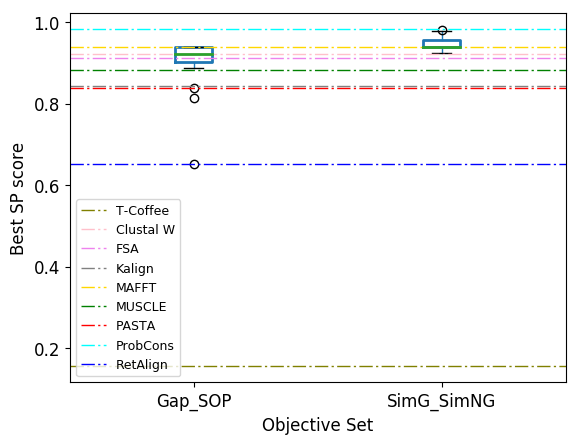 1.0
0.8
0.6
0.4
0.2
Best SP score
T-Coffee
Clustal W
FSA
Kalign
MAFFT
MUSCLE
PASTA
ProbCons
RetAlign
Gap_SOP
SimG_SimNG
Objective Set